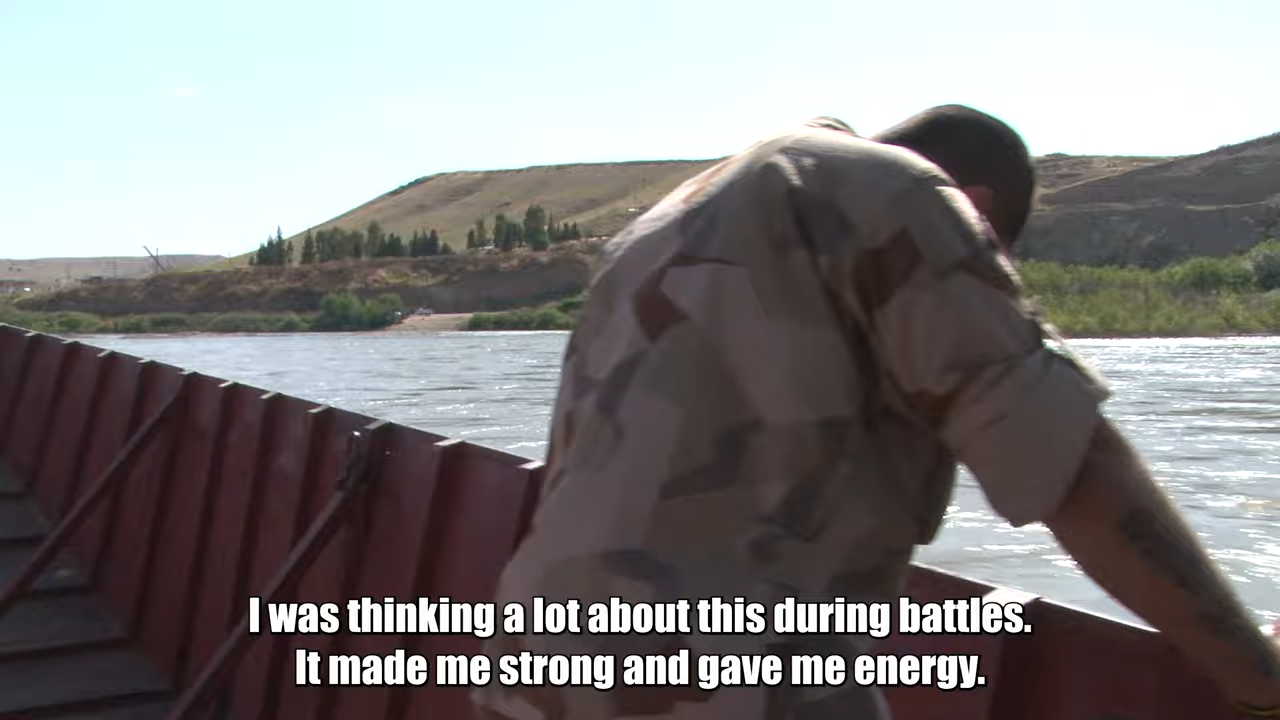 I was thinking a lot about this during battles.
It made me strong and gave me energy.